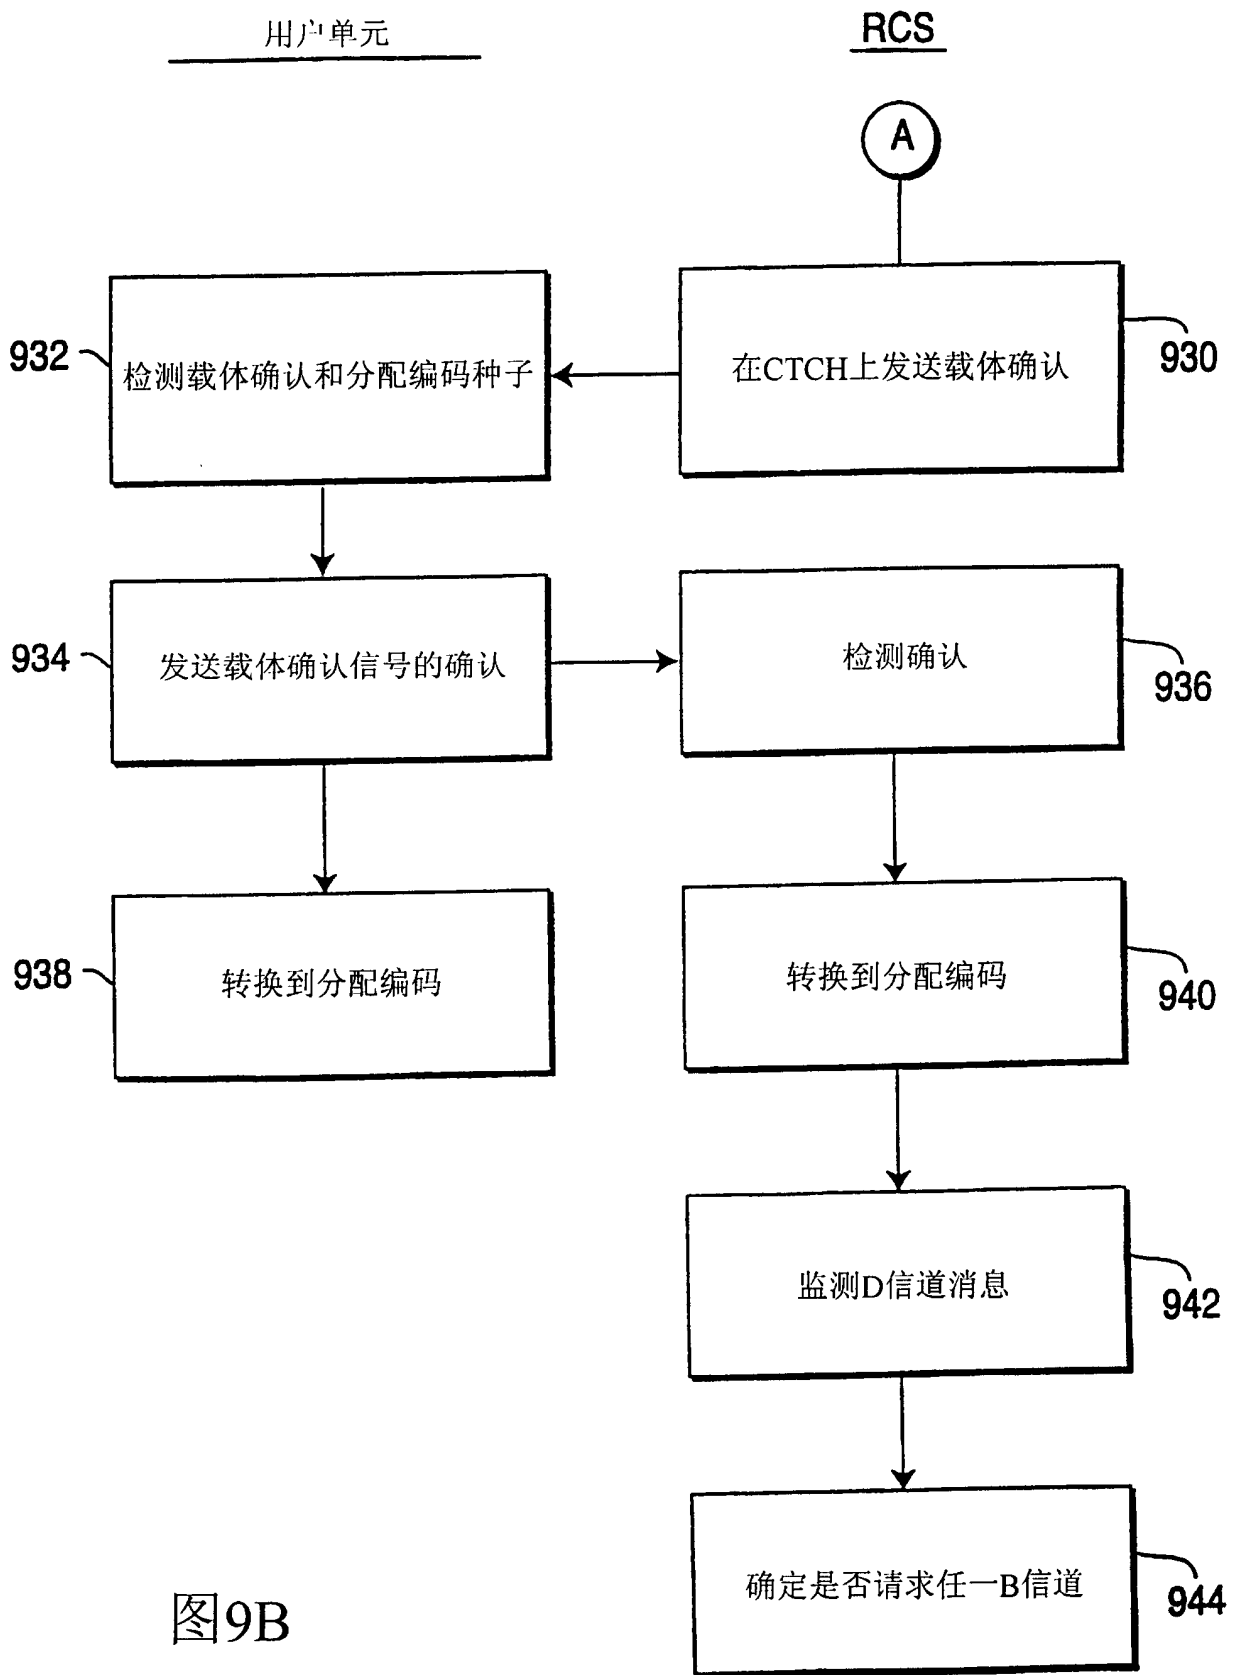 用户单元
RCS
A
932
检测载体确认和分配编码种子
在CTCH上发送载体确认
930
934
发送载体确认信号的确认
检测确认
936
938
转换到分配编码
转换到分配编码
940
监测D信道消息
942
确定是否请求任一B信道
944
图9B